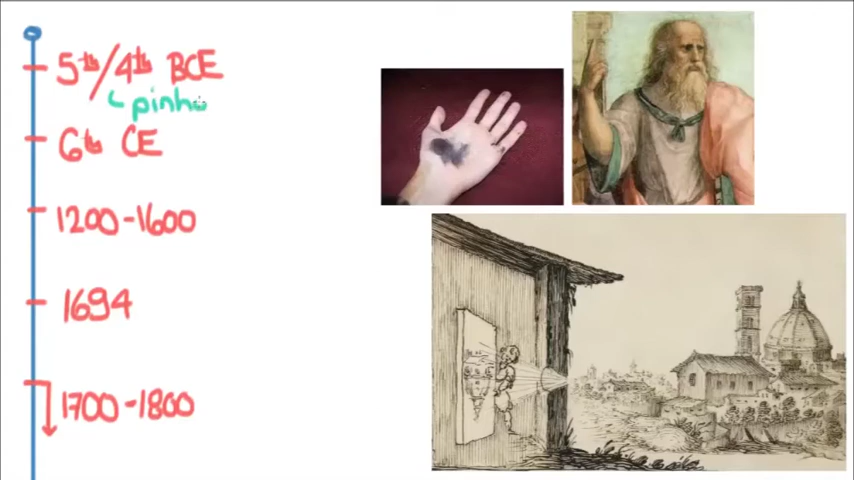 5th/4th BCE
pinho
6th CE
1200-1600
1694
1700-1800